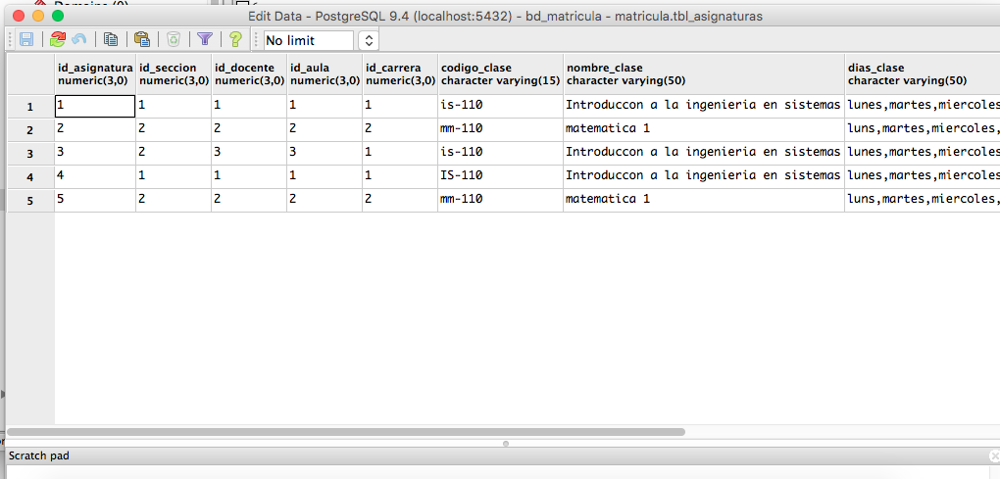 Domains (0)
Edit Data - PostgreSQL 9.4 (localhost:5432) - bd_matricula - matricula.tbl_asignaturas
No limit
id_asignatura id_seccion id_docente id_aula id_carrera codigo_clase nombre_clase dias_clase
numeric(3,0) numeric(3,0) numeric(3,0) numeric(3,0) numeric(3,0) character varying(15) character varying(50) character varying(50)
1 1 1 1 1 1 is-110 Introduccon a la ingenieria en sistemas lunes,martes,miercoles
2 2 2 2 2 2 mm-110 matematica 1 luns,martes,miercoles,
3 3 2 3 3 1 is-110 Introduccon a la ingenieria en sistemas lunes,martes,miercoles
4 4 1 1 1 1 IS-110 Introduccon a la ingenieria en sistemas lunes,martes,miercoles
5 5 2 2 2 2 mm-110 matematica 1 luns,martes,miercoles,
Scratch pad